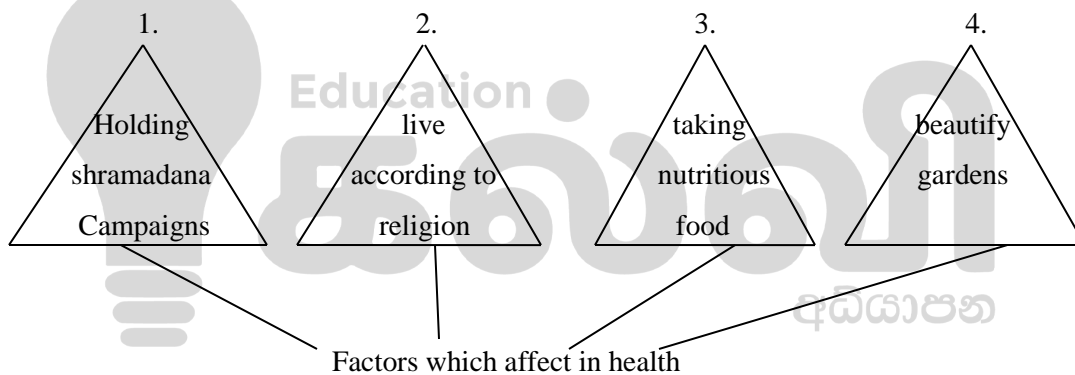 1.
2.
3.
4.
Education
Holding
shramadana
Campaigns
live
according to
religion
taking
nutritious
food
beautify
gardens
කල්වි
අධ්‍යාපන
Factors which affect in health